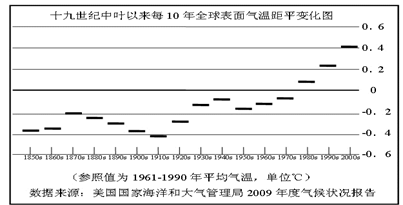 十九世纪中叶以来每10年全球表面气温距平变化图
0.6
0.4
0.2
0
-0.2
-0.4
-0.6
1850s 1860s 1870s 1880s 1890s 1900s 1910s 1920s 1930s 1940s 1950s 1960s 1970s 1980s 1990s 2000s
(参照值为1961-1990年平均气温，单位℃)
数据来源：美国国家海洋和大气管理局2009年度气候状况报告